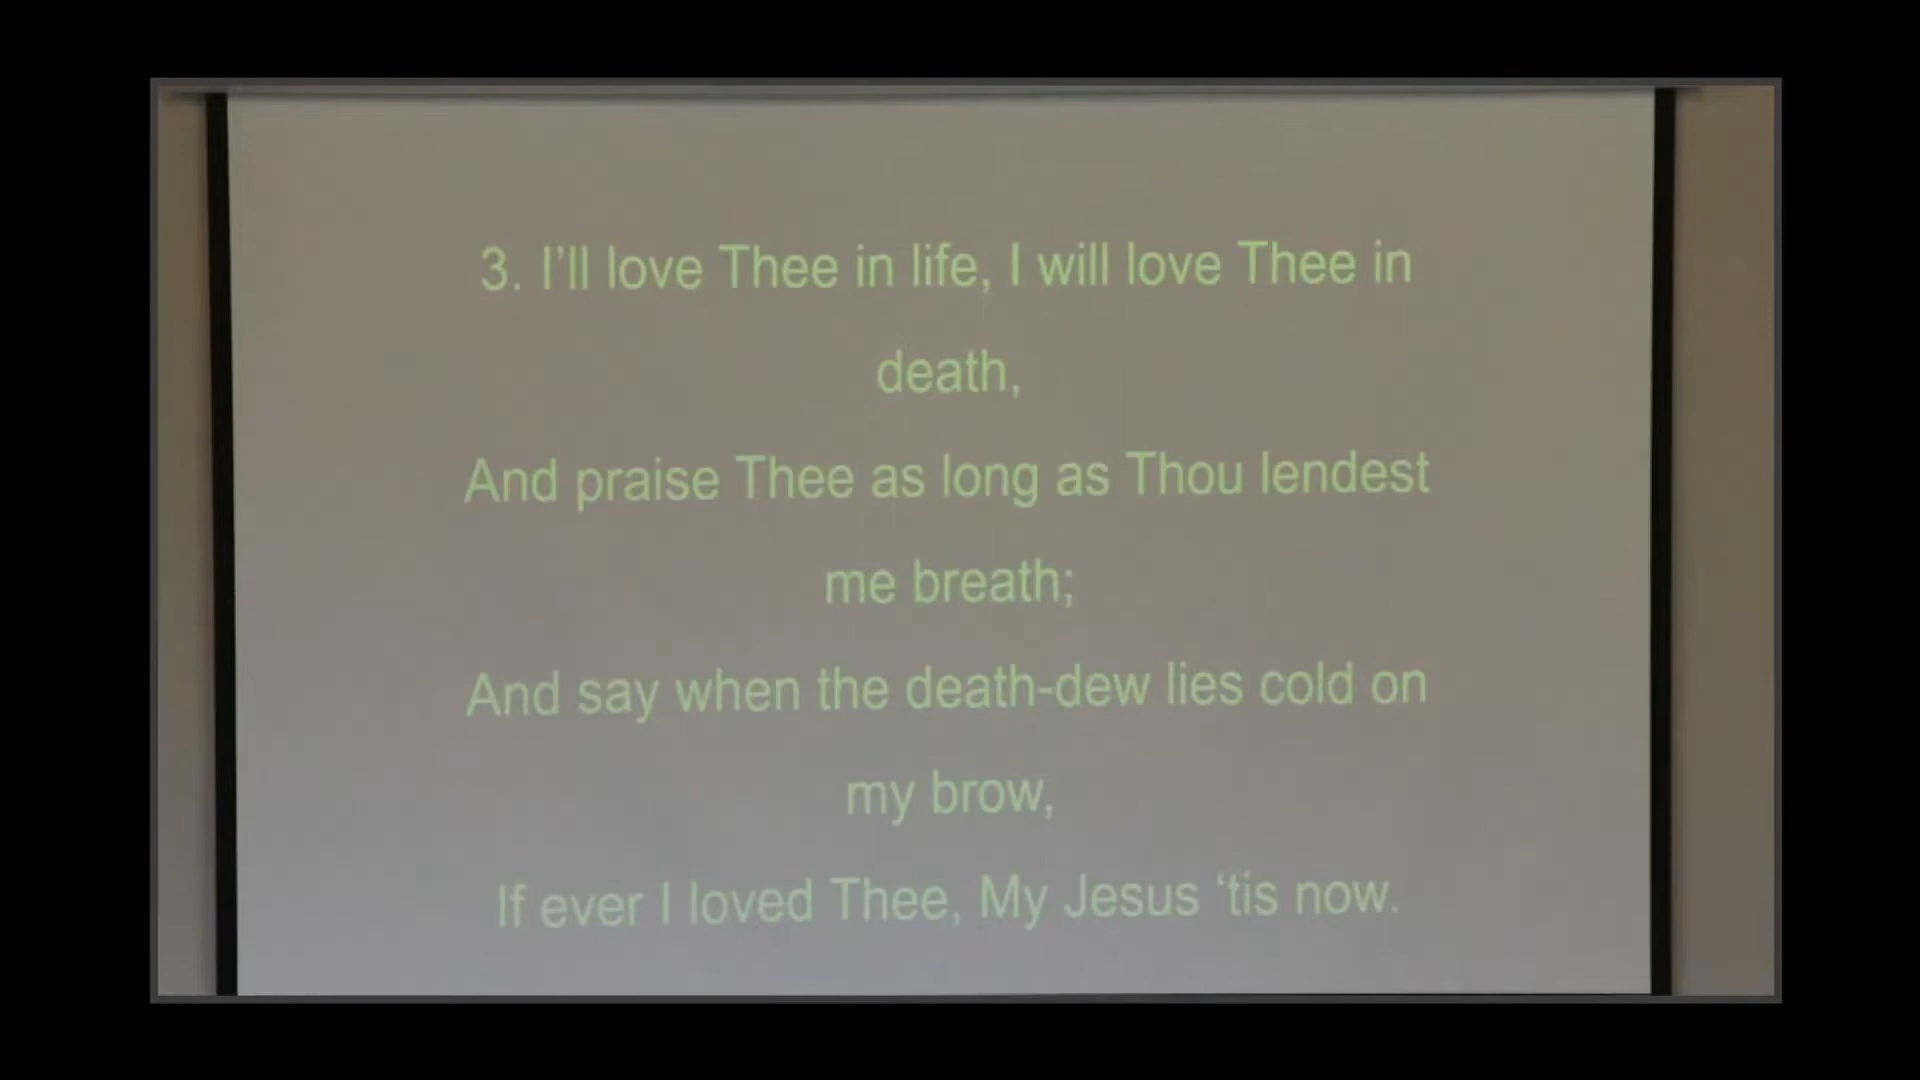 3. I’ll love Thee in life, I will love Thee in
death,
And praise Thee as long as Thou lendest
me breath;
And say when the death-dew lies cold on
my brow,
If ever I loved Thee, My Jesus ‘tis now.